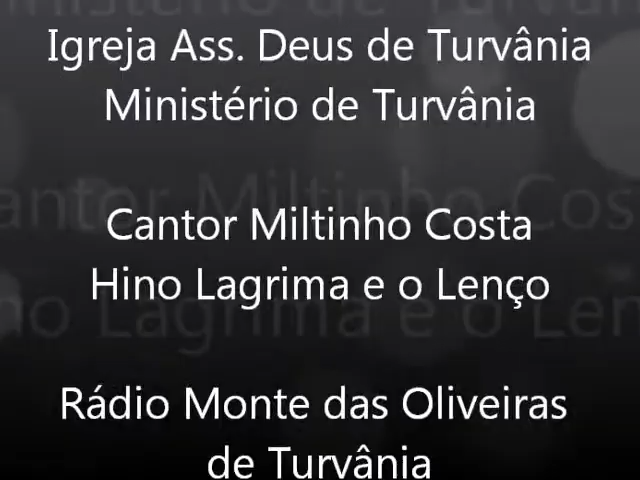 Igreja Ass. Deus de Turvânia
Ministério de Turvânia
Cantor Miltinho Costa
Hino Lagrima e o Lenço
Rádio Monte das Oliveiras
de Turvânia